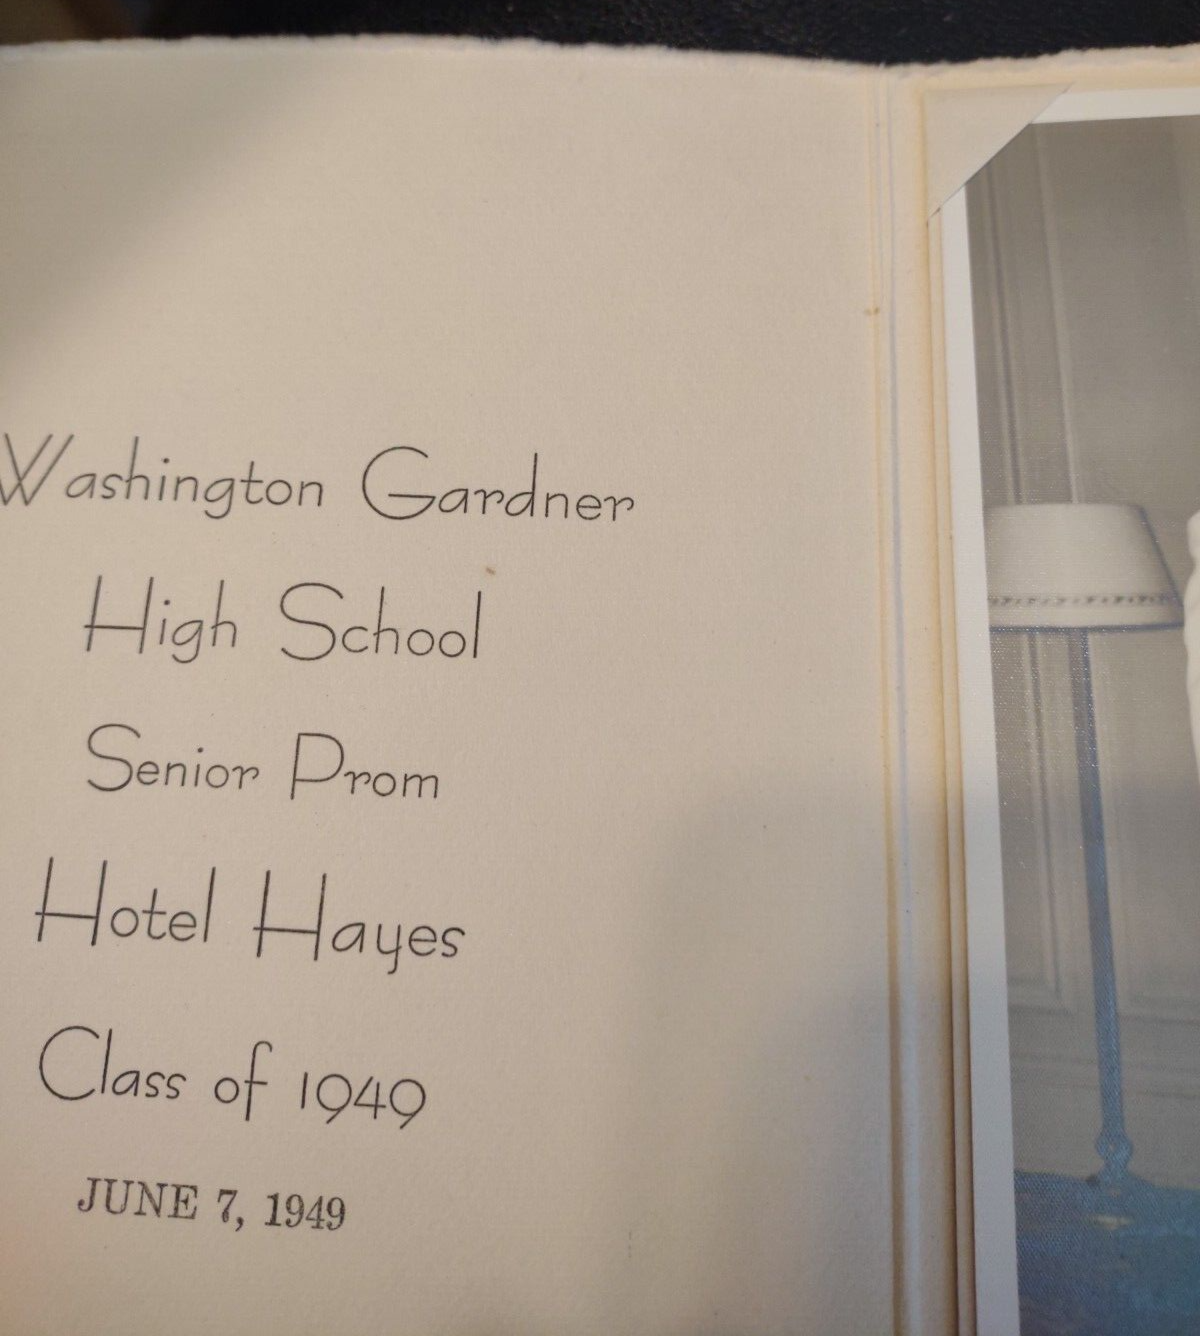 Washington Gardner
High School
Senior Prom
Hotel Hayes
Class of 1949
JUNE 7, 1949